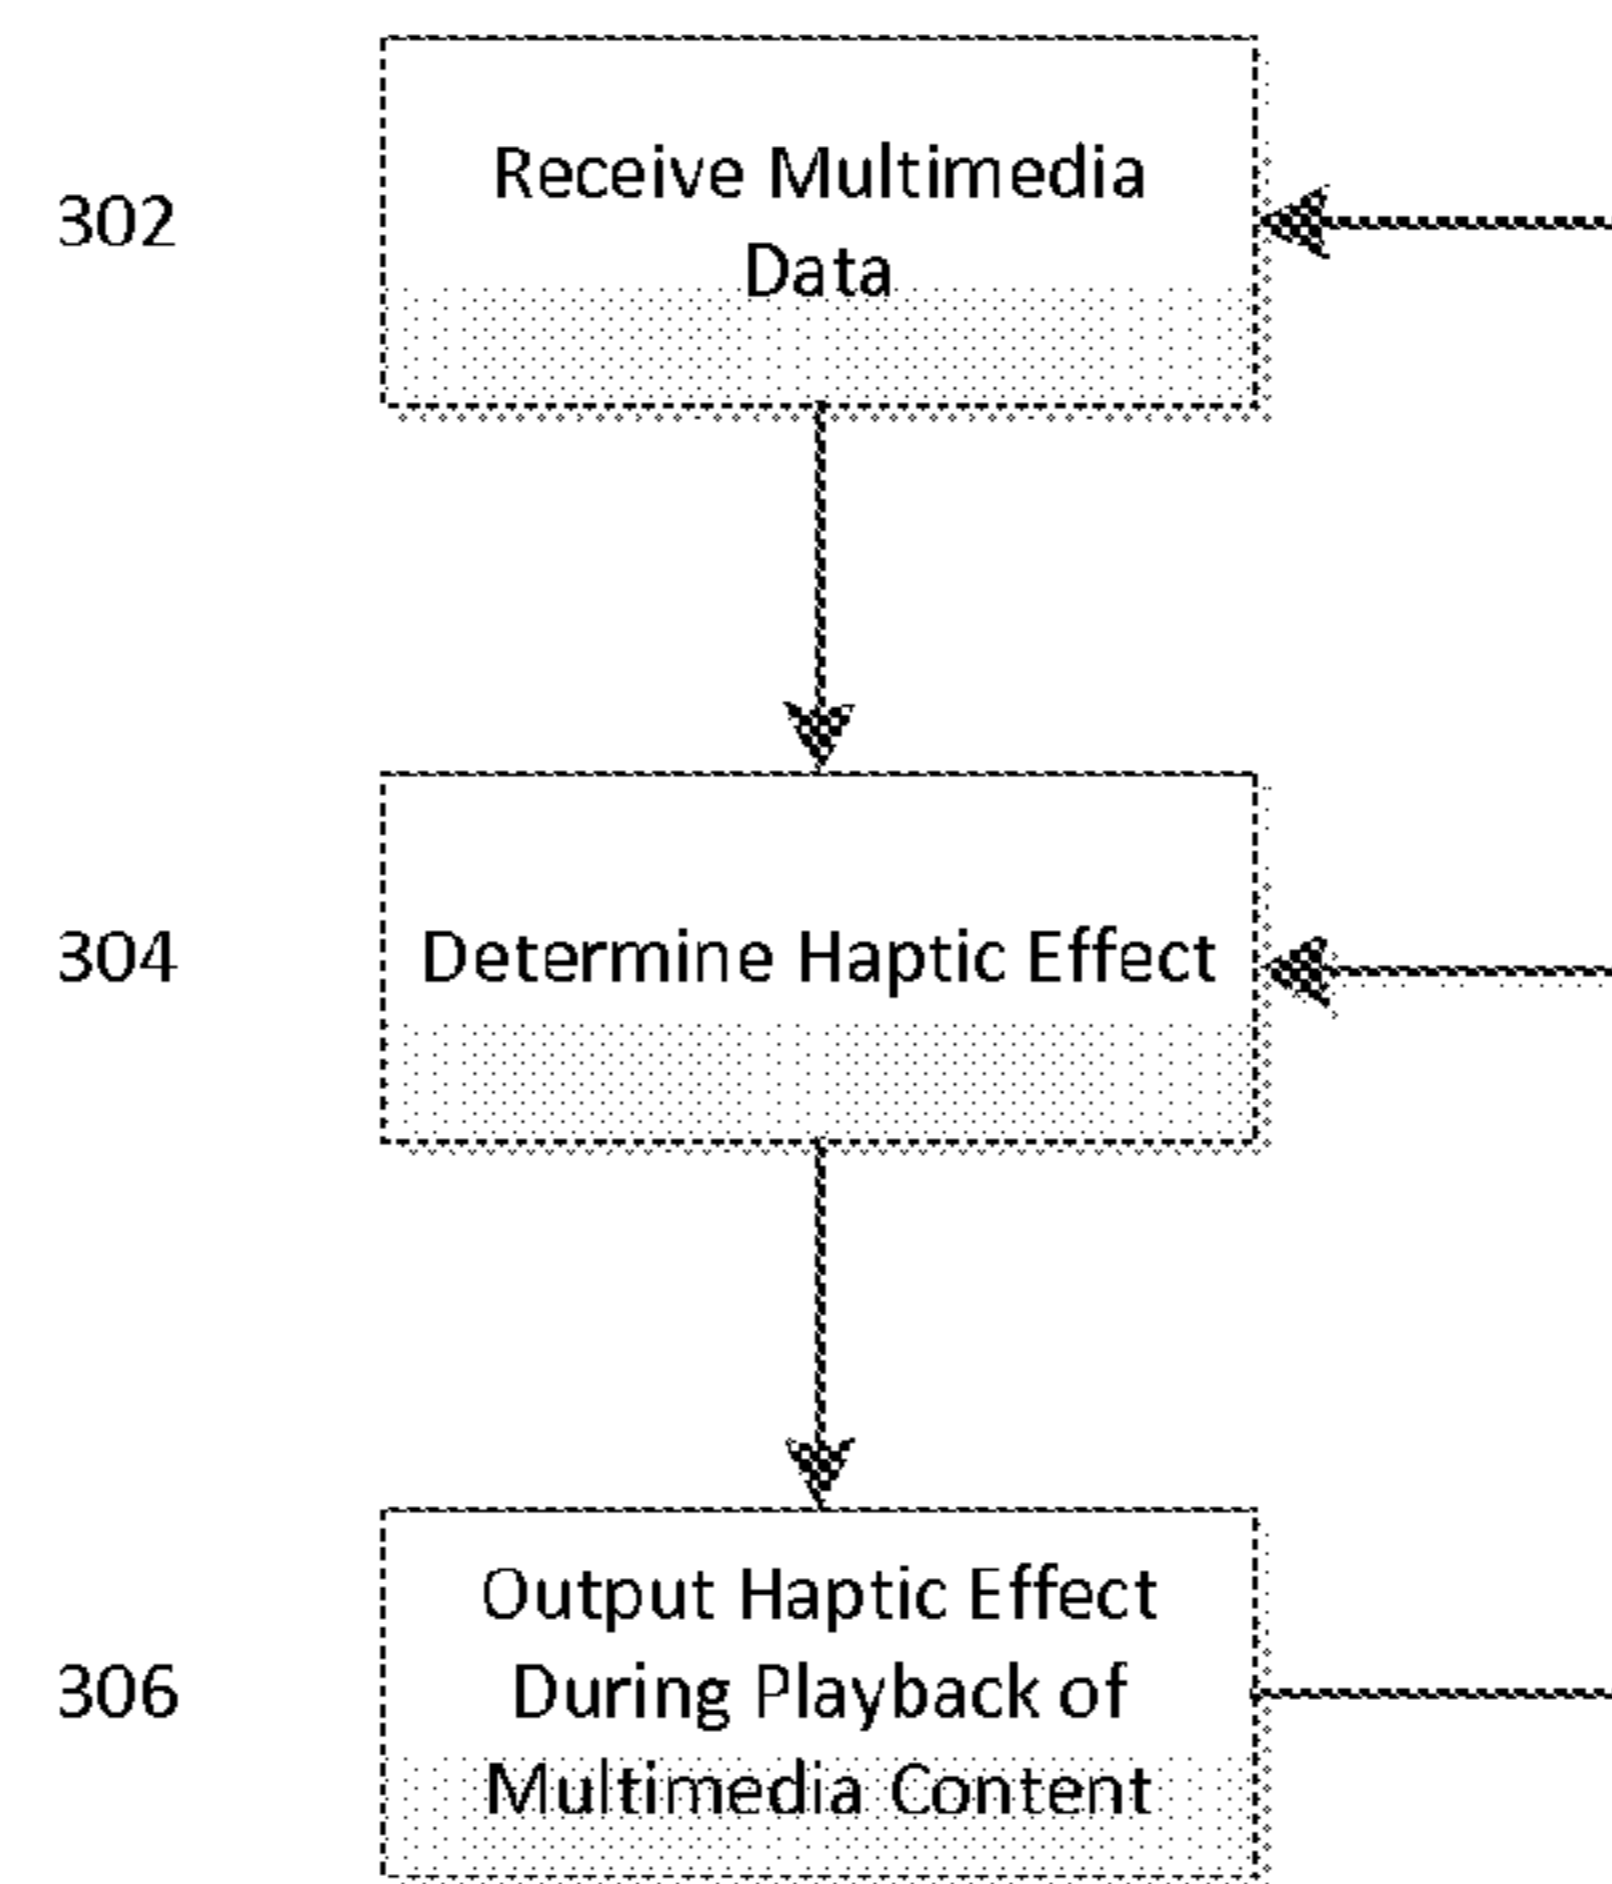 302
Receive Multimedia
Data
304
Determine Haptic Effect
306
Output Haptic Effect
During Playback of
Multimedia Content